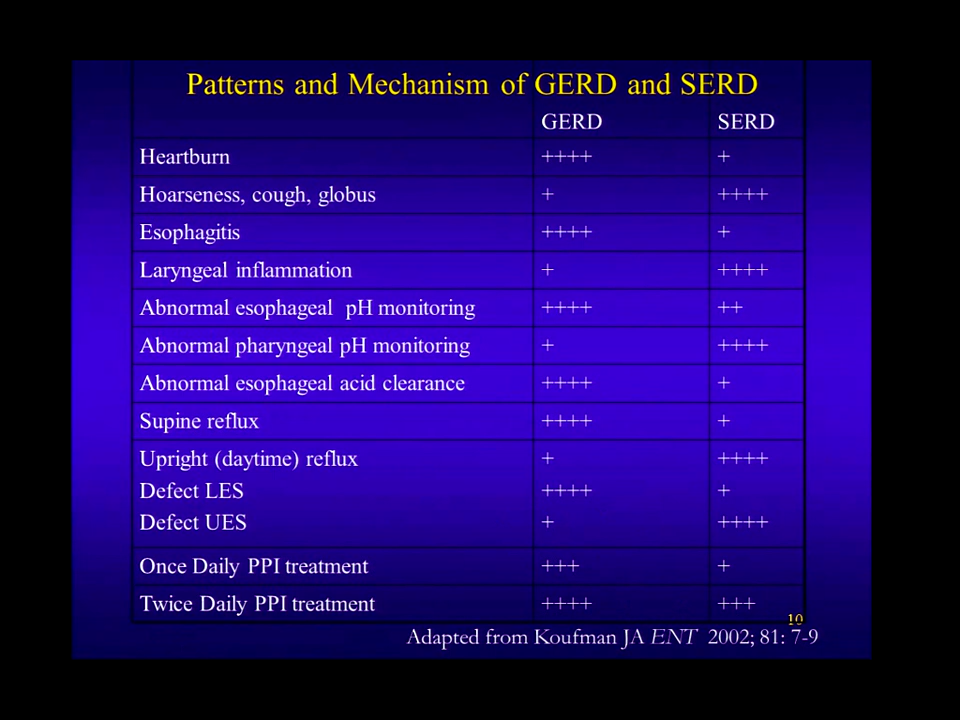 Patterns and Mechanism of GERD and SERD
GERD SERD
Heartburn ++++ +
Hoarseness, cough, globus + ++++
Esophagitis ++++ +
Laryngeal inflammation + ++++
Abnormal esophageal pH monitoring ++++ ++
Abnormal pharyngeal pH monitoring + ++++
Abnormal esophageal acid clearance ++++ +
Supine reflux ++++ +
Upright (daytime) reflux + ++++
Defect LES ++++ +
Defect UES + ++++
Once Daily PPI treatment +++ +
Twice Daily PPI treatment ++++ +++
10
Adapted from Koufman JA ENT 2002; 81: 7-9